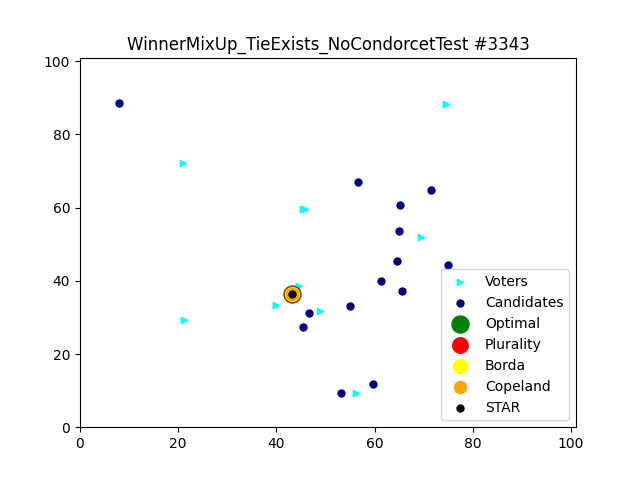 WinnerMixUp_TieExists_NoCondorcetTest #3343
100
80
60
40
20
0
Voters
Candidates
Optimal
Plurality
Borda
Copeland
STAR
0 20 40 60 80 100